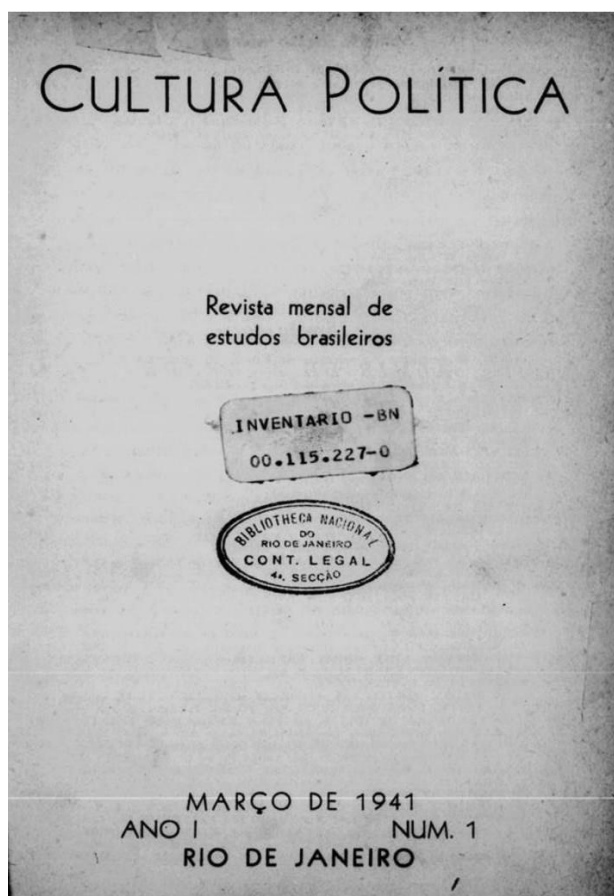 CULTURA POLÍTICA
Revista mensal de
estudos brasileiros
INVENTARIO -BN
00.115.227-0
BIBLIOTHECA NACIONAL
DO
RIO DE JANEIRO
CONT. LEGAL
4a. SECÇÃO
MARÇO DE 1941
ANO I NUM. 1
RIO DE JANEIRO